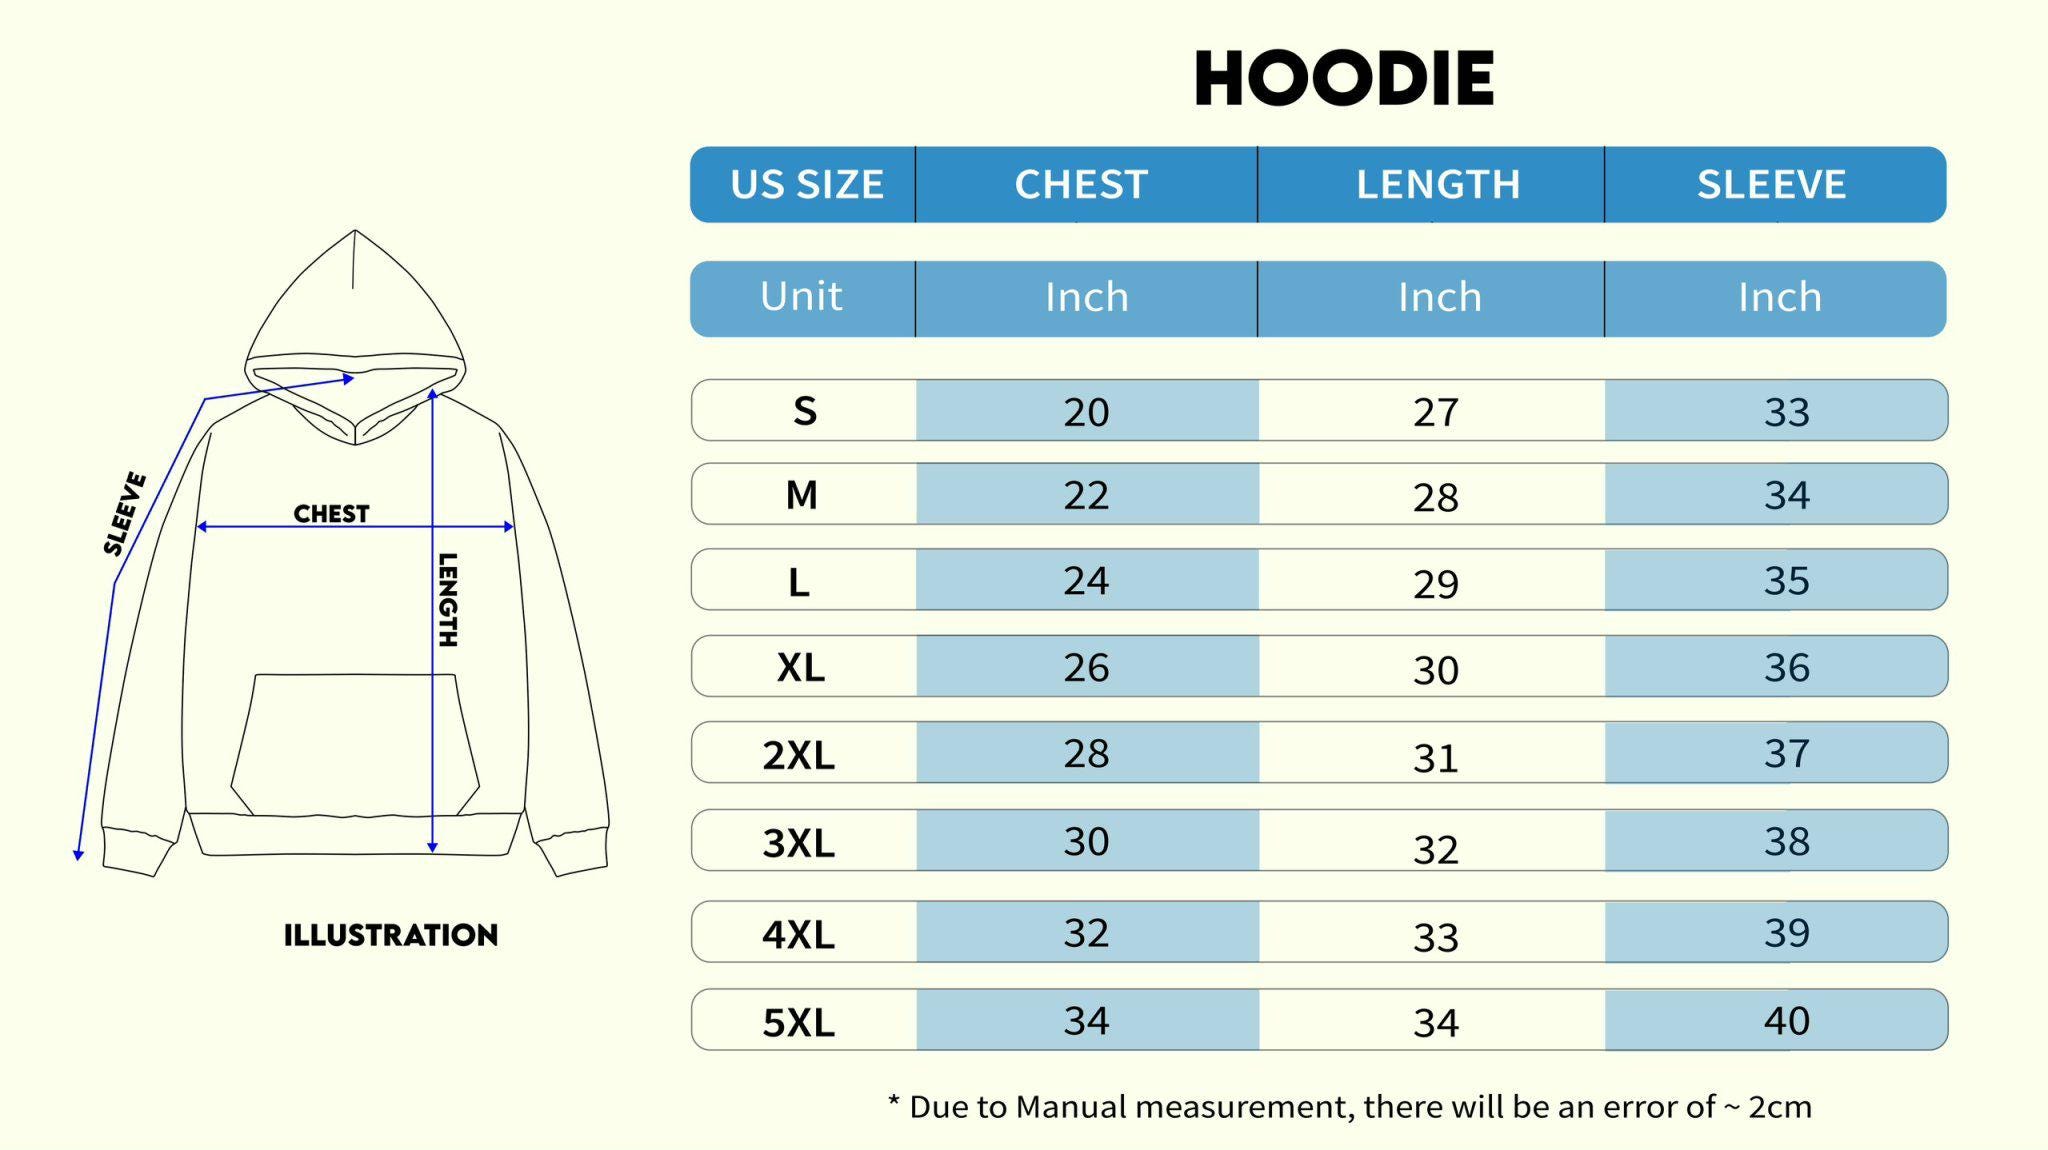 HOODIE
US SIZE CHEST LENGTH SLEEVE
Unit Inch Inch Inch
S 20 27 33
M 22 28 34
L 24 29 35
XL 26 30 36
2XL 28 31 37
3XL 30 32 38
4XL 32 33 39
5XL 34 34 40
* Due to Manual measurement, there will be an error of ~ 2cm
SLEEVE
CHEST
LENGTH
ILLUSTRATION